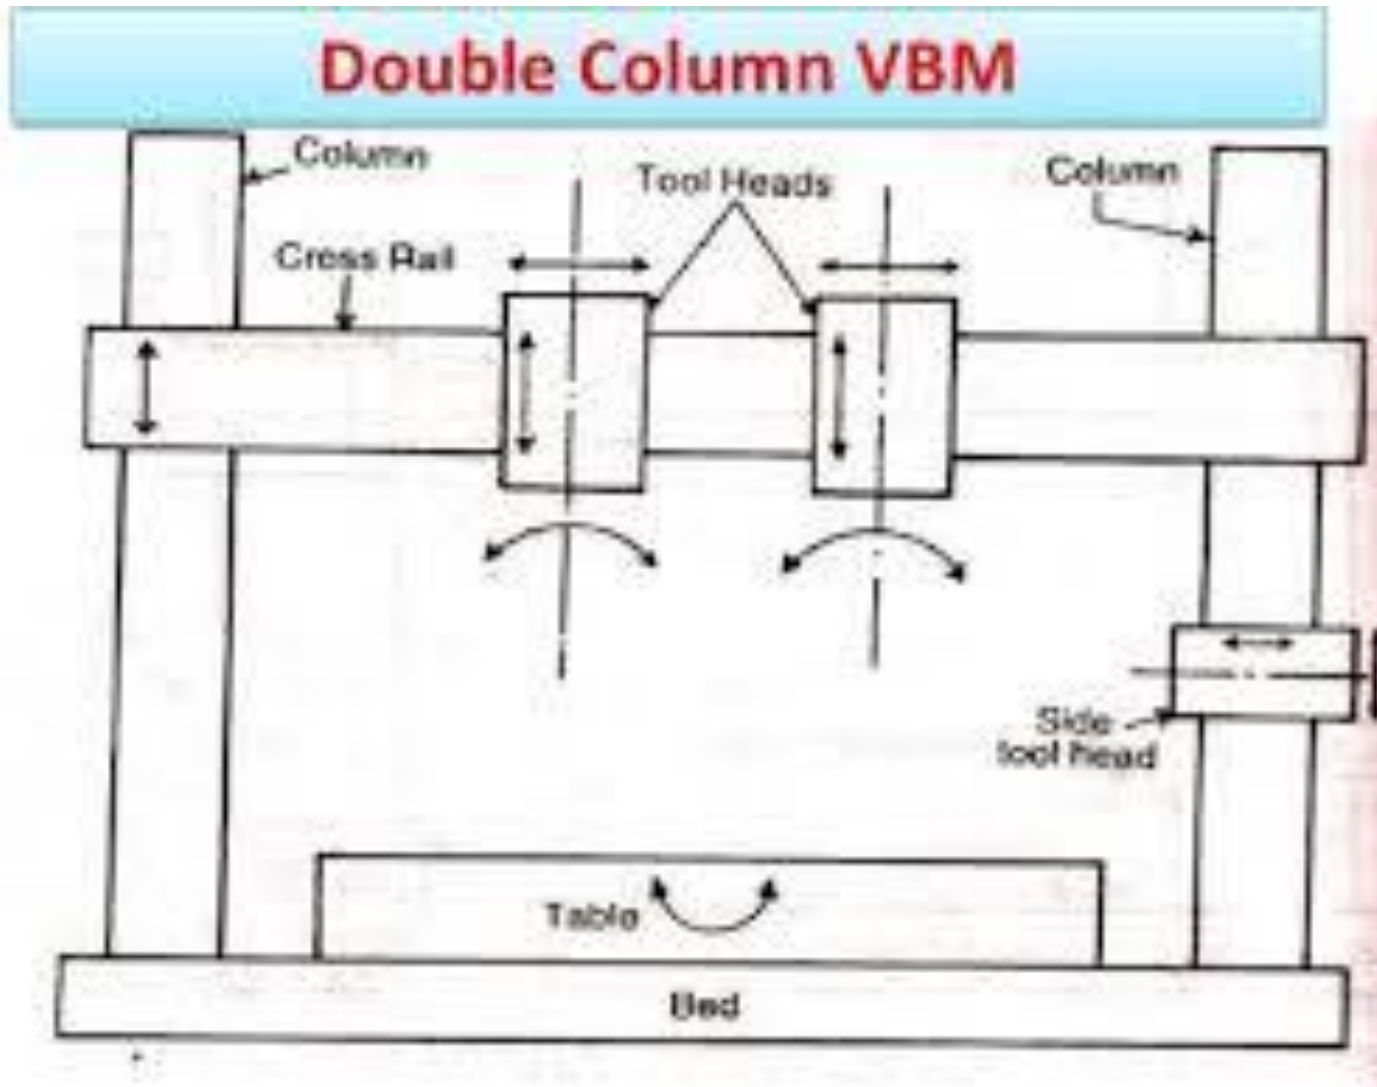 Double Column VBM
Column
Tool Heads
Column
Cross Rail
Side
tool head
Table
Bed